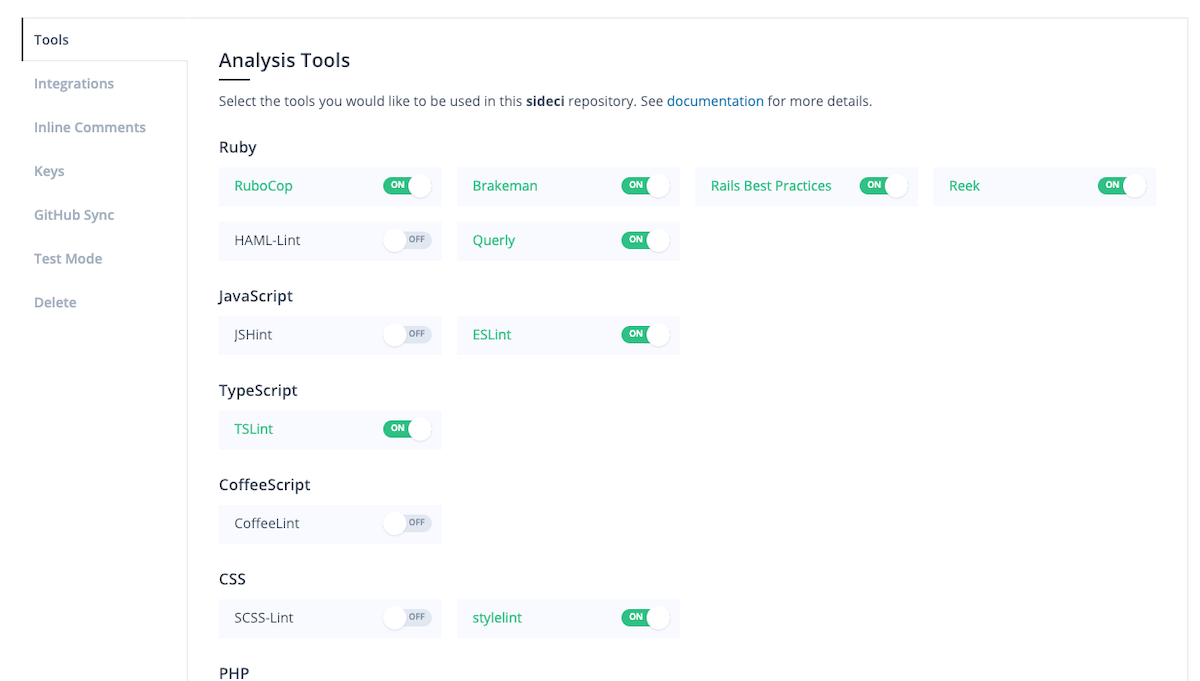 Tools
Integrations
Inline Comments
Keys
GitHub Sync
Test Mode
Delete
Analysis Tools
Select the tools you would like to be used in this sideci repository. See documentation for more details.
Ruby
RuboCop ON Brakeman ON Rails Best Practices ON Reek ON
HAML-Lint OFF Querly ON
JavaScript
JSHint OFF ESLint ON
TypeScript
TSLint ON
CoffeeScript
CoffeeLint OFF
CSS
SCSS-Lint OFF stylelint ON
PHP